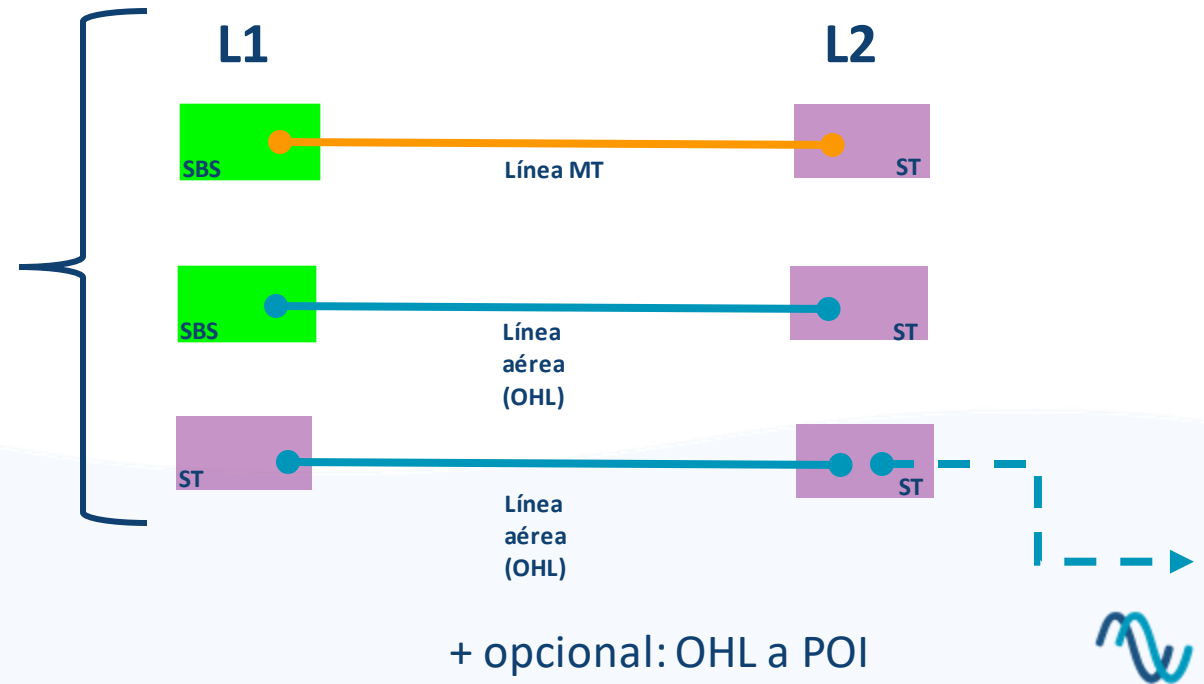 L1
L2
SBS
Línea MT
ST
SBS
Línea
aérea
(OHL)
ST
ST
Línea
aérea
(OHL)
ST
+ opcional: OHL a POI